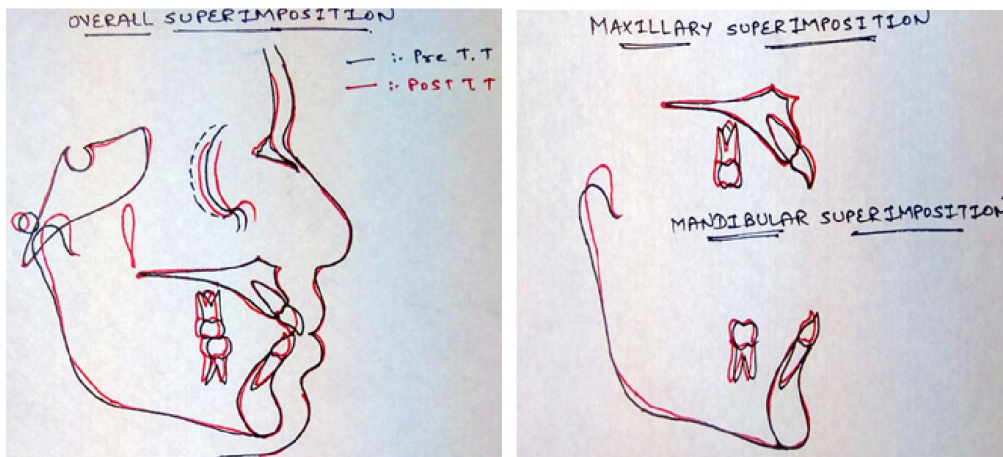 OVERALL SUPERIMPOSITION
:- Pre T.T
:- POST T.T
MAXILLARY SUPERIMPOSITION
MANDIBULAR SUPERIMPOSITION